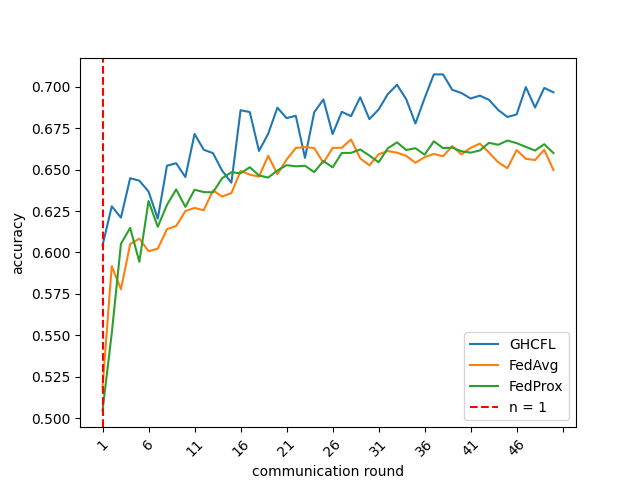 0.700
0.675
0.650
0.625
0.600
0.575
0.550
0.525
0.500
accuracy
GHCFL
FedAvg
FedProx
n = 1
1 6 11 16 21 26 31 36 41 46
communication round